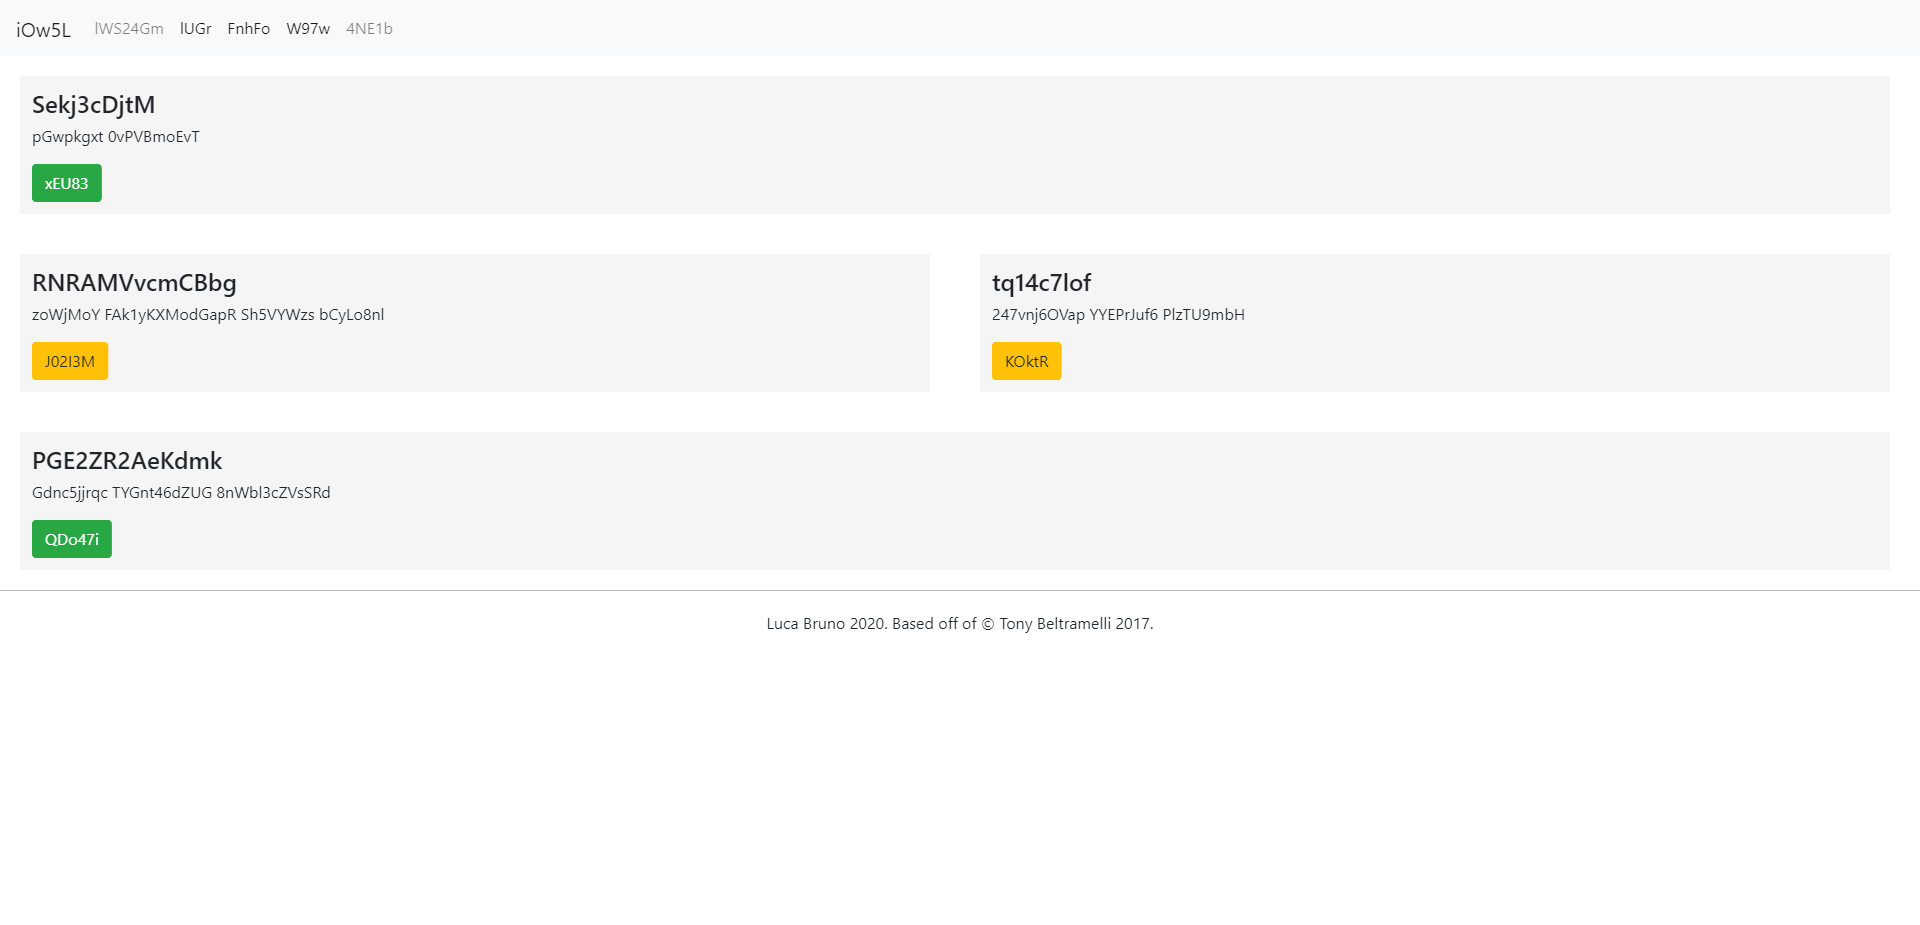 iOw5L lWS24Gm lUGr FnhFo W97w 4NE1b
Sekj3cDjtM
pGwpkgxt 0vPVBmoEvT
xEU83
RNRAMVvcmCBbg
zoWjMoY FAk1yKXModGapR Sh5VYWzs bCyLo8nl
J02I3M
tq14c7lof
247vnj6OVap YYEPrJuf6 PlzTU9mbH
KOktR
PGE2ZR2AeKdmk
Gdnc5jjrqc TYGnt46dZUG 8nWbl3cZVsSRd
QDo47i
Luca Bruno 2020. Based off of © Tony Beltramelli 2017.